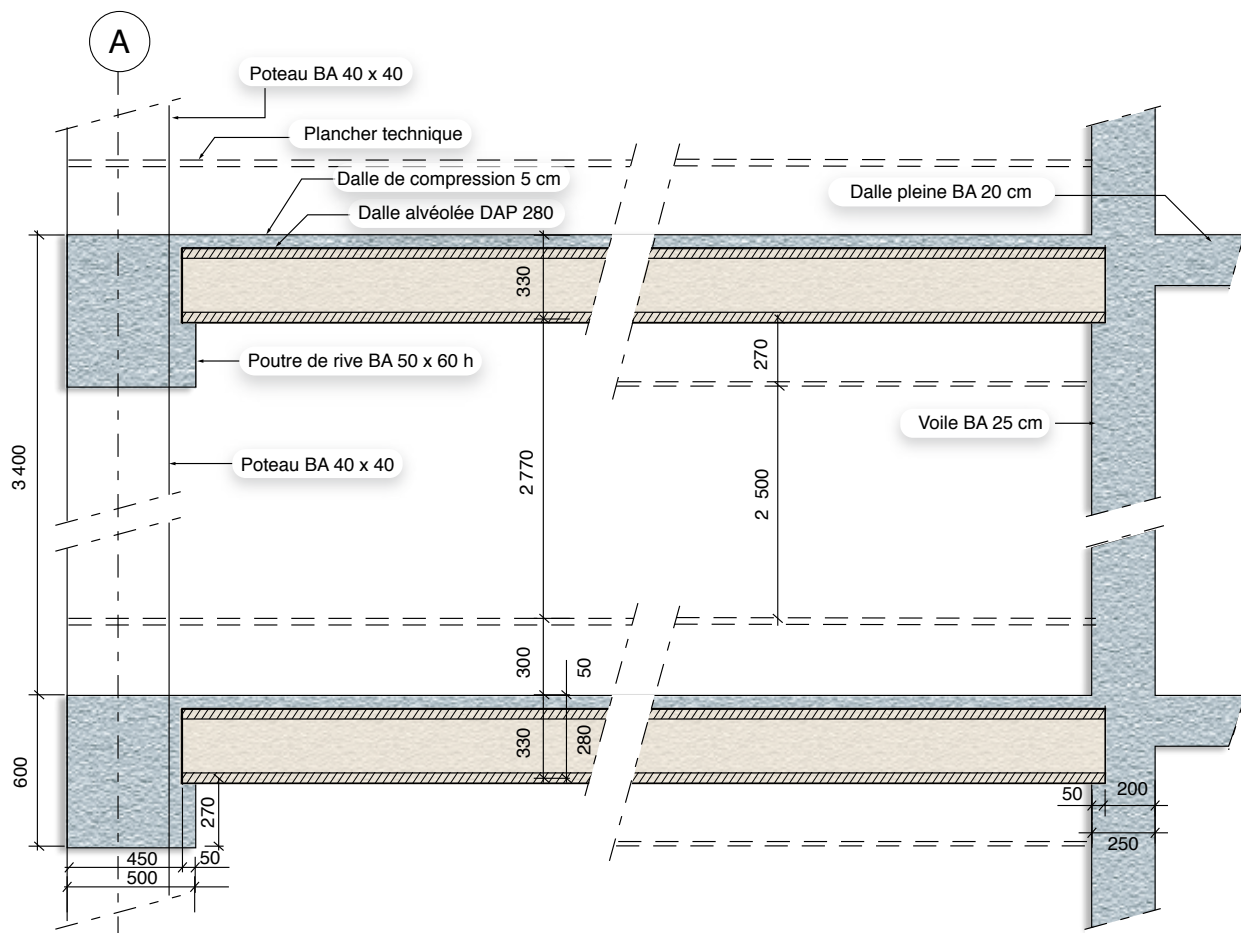 A
Poteau BA 40 x 40
Plancher technique
Dalle de compression 5 cm
Dalle pleine BA 20 cm
Dalle alvéolée DAP 280
330
Poutre de rive BA 50 x 60 h
270
Voile BA 25 cm
Poteau BA 40 x 40
3 400
2 770
2 500
300
50
600
330
280
270
50
200
250
450
50
500